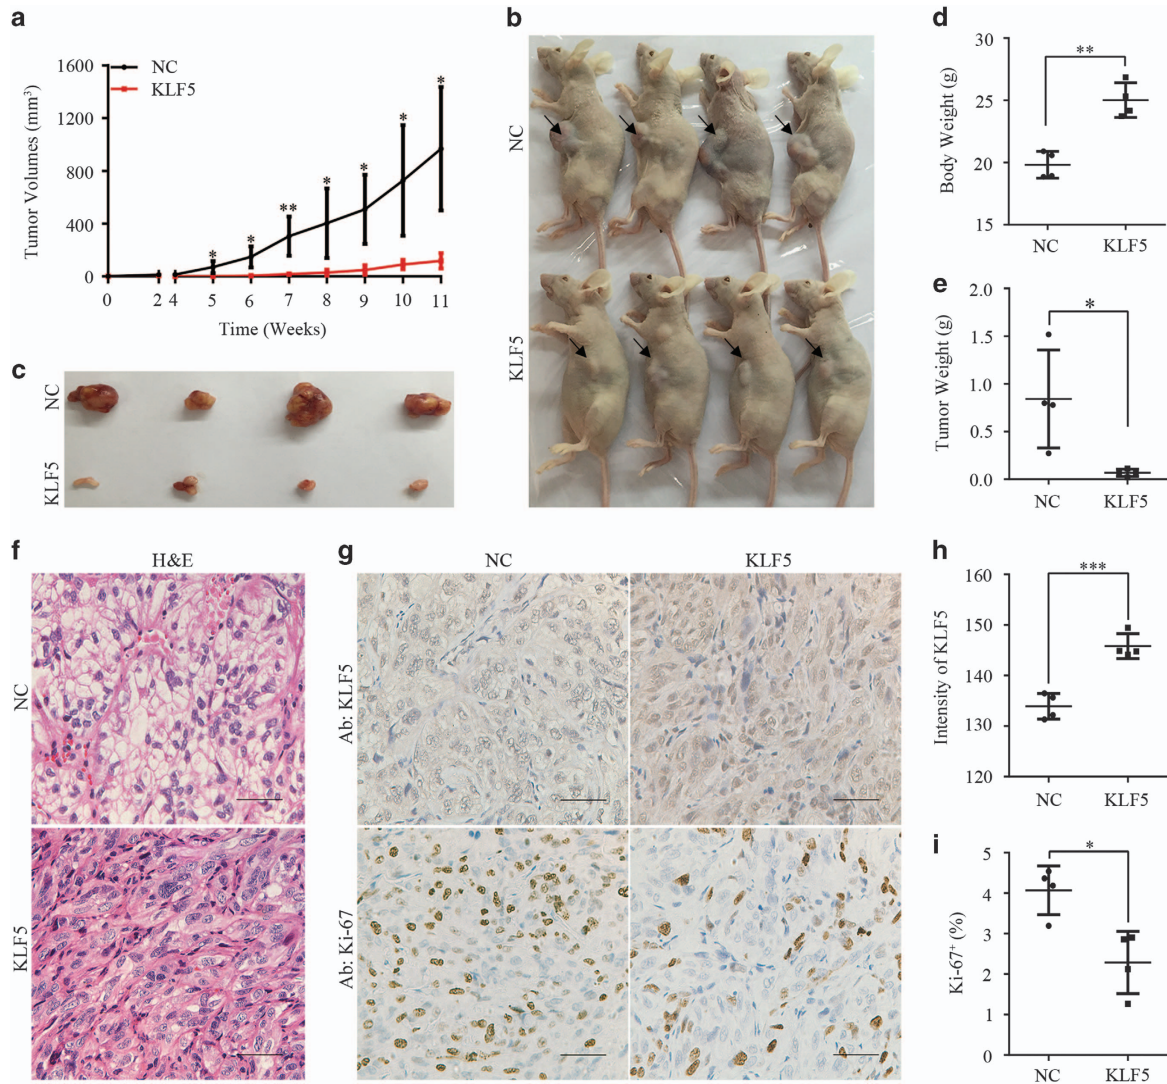 a
1600
1200
800
400
0
Tumor Volumes (mm³)
NC
KLF5
*
*
**
*
*
*
*
0 2 4 5 6 7 8 9 10 11
Time (Weeks)
b
NC
KLF5
c
NC
KLF5
d
30
25
20
15
Body Weight (g)
**
NC KLF5
e
2.0
1.5
1.0
0.5
0.0
Tumor Weight (g)
*
NC KLF5
f
H&E
NC
KLF5
g
NC KLF5
Ab: KLF5
Ab: Ki-67
h
160
150
140
130
120
Intensity of KLF5
***
NC KLF5
i
5
4
3
2
1
0
Ki-67⁺ (%)
*
NC KLF5